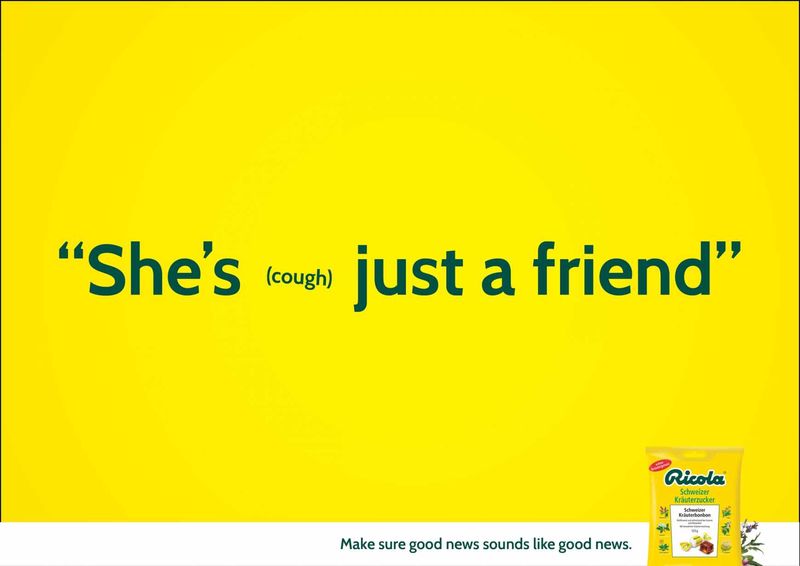 “She’s (cough) just a friend”
Ricola
Schweizer
Kräuterzucker
Schweizer
Kräuterbonbon
Make sure good news sounds like good news.